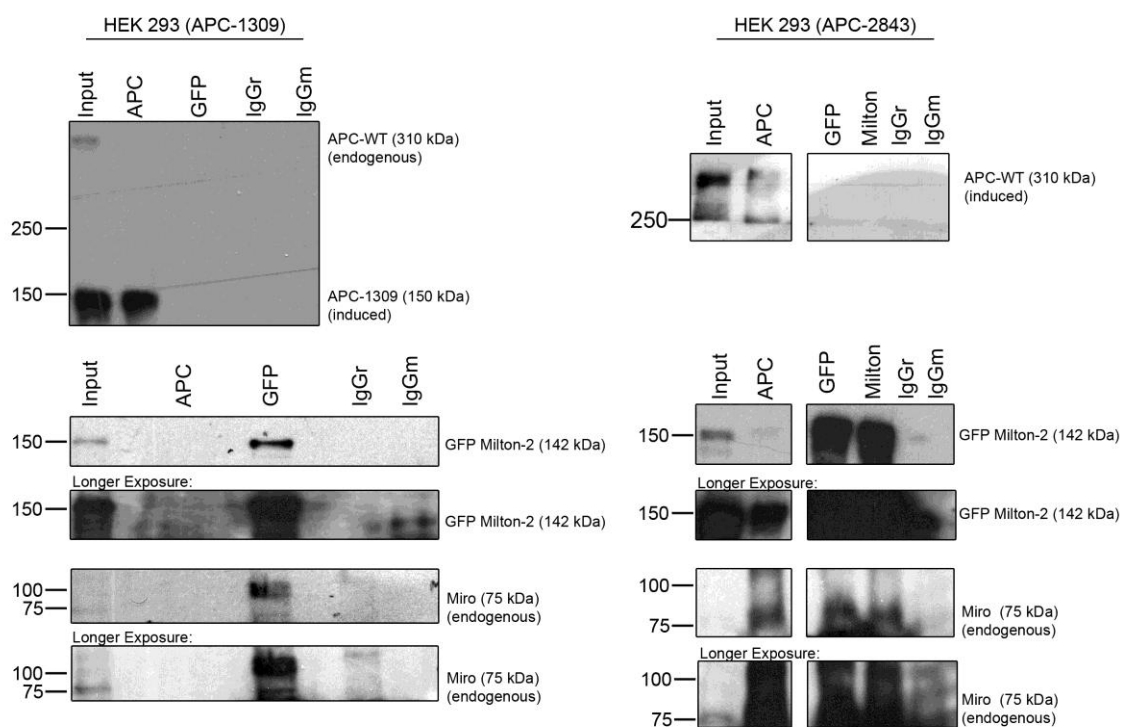 HEK 293 (APC-1309)
Input APC GFP IgGr IgGm
APC-WT (310 kDa)
(endogenous)
250
150
APC-1309 (150 kDa)
(induced)
Input APC GFP IgGr IgGm
150
GFP Milton-2 (142 kDa)
Longer Exposure:
150
GFP Milton-2 (142 kDa)
100
75
Miro (75 kDa)
(endogenous)
Longer Exposure:
100
75
Miro (75 kDa)
(endogenous)
HEK 293 (APC-2843)
Input APC GFP Milton IgGr IgGm
APC-WT (310 kDa)
(induced)
250
Input APC GFP Milton IgGr IgGm
150
GFP Milton-2 (142 kDa)
Longer Exposure:
150
GFP Milton-2 (142 kDa)
100
75
Miro (75 kDa)
(endogenous)
Longer Exposure:
100
75
Miro (75 kDa)
(endogenous)